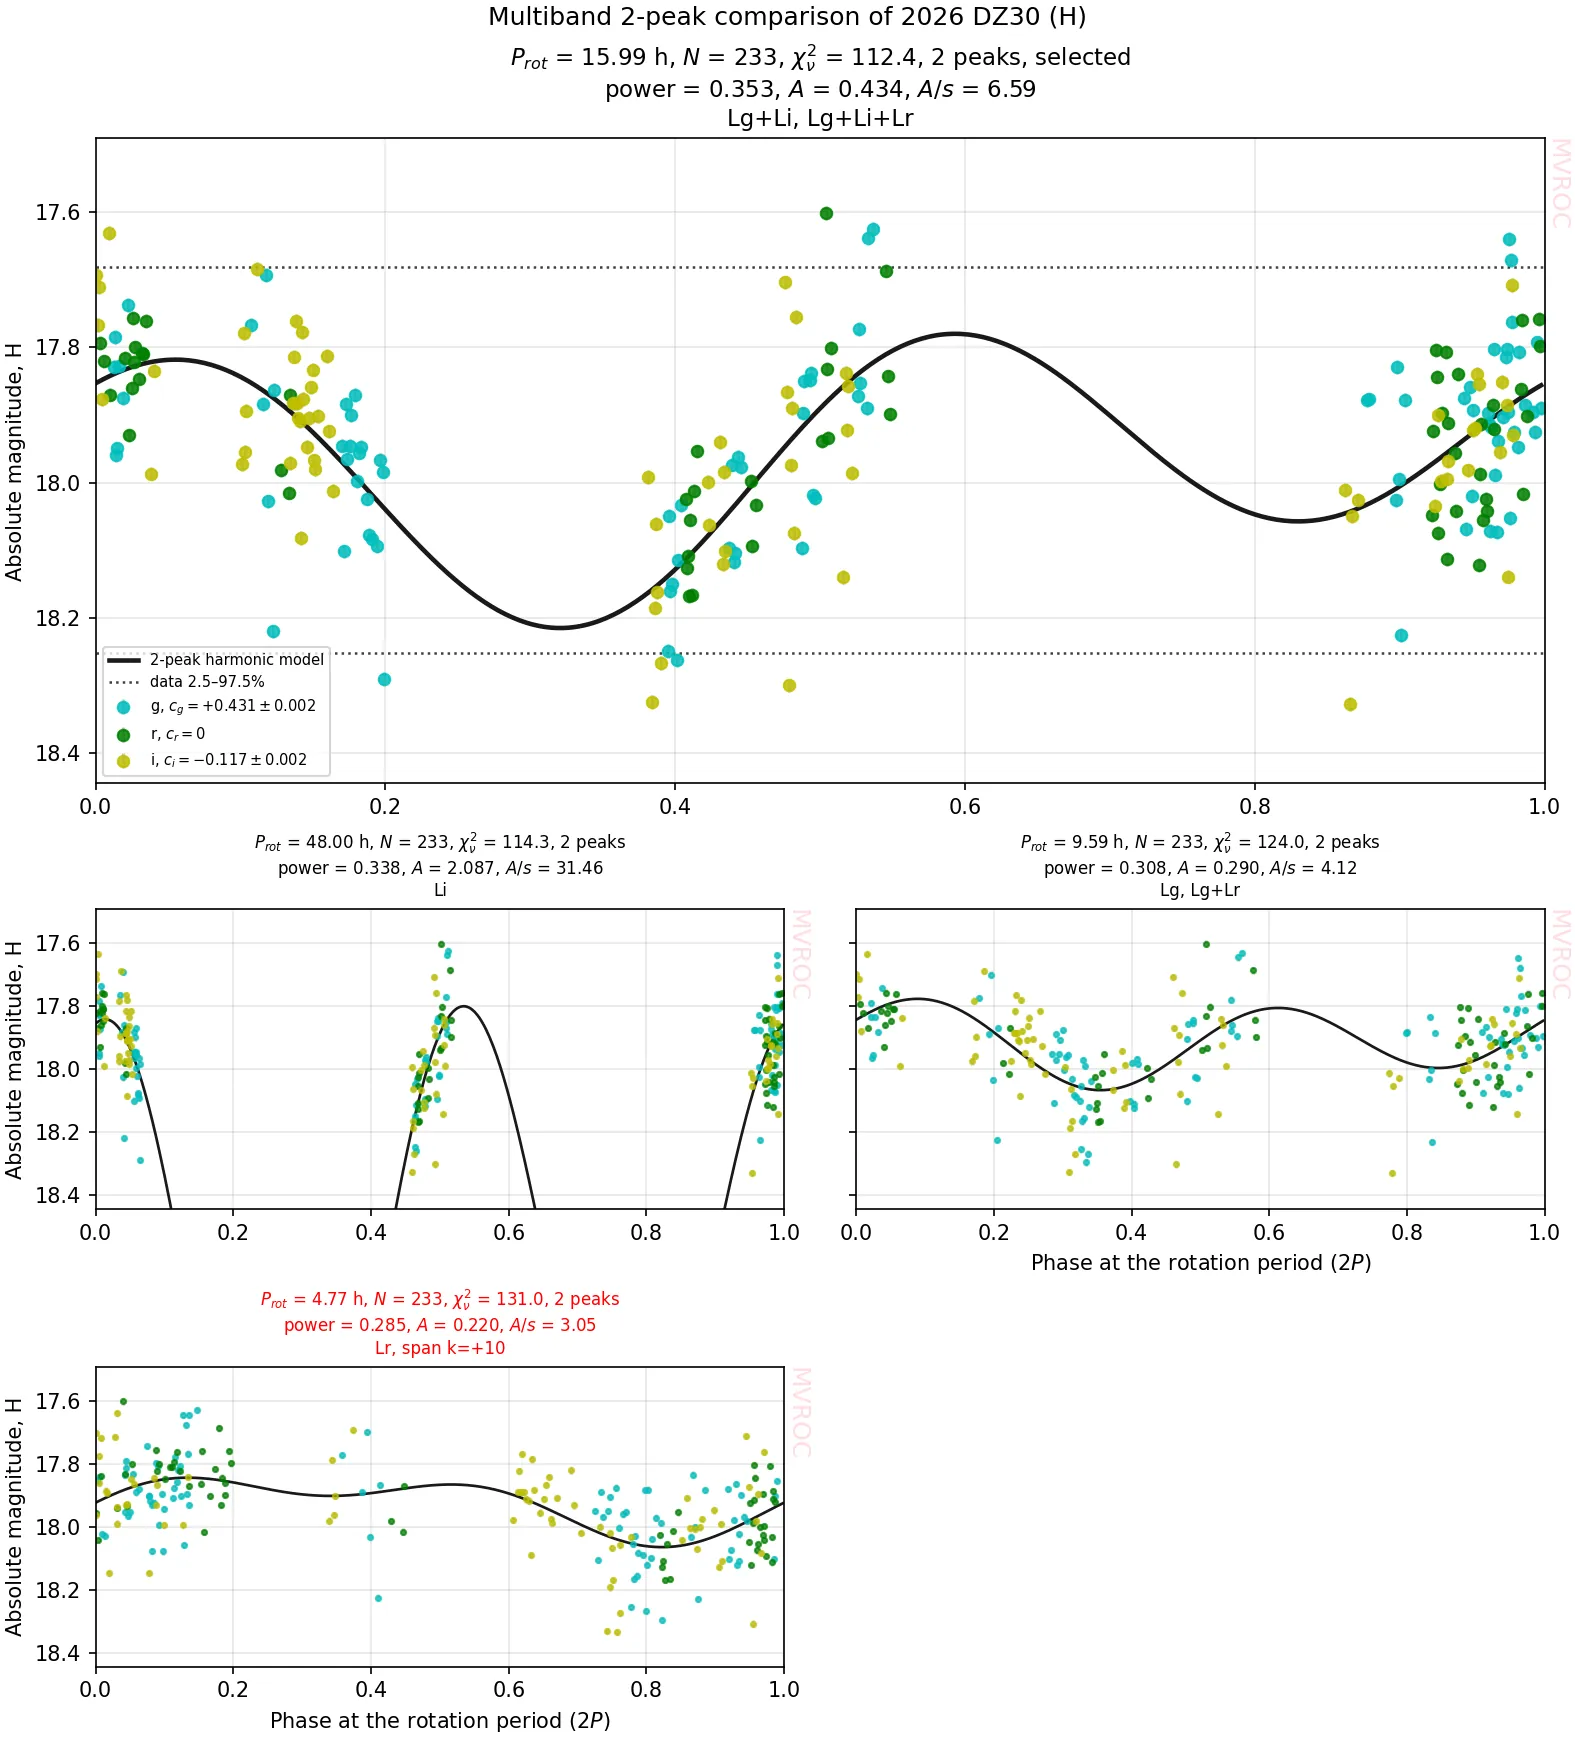 Multiband 2-peak comparison of 2026 DZ30 (H)
P_rot = 15.99 h, N = 233, χ²_ν = 112.4, 2 peaks, selected
power = 0.353, A = 0.434, A/s = 6.59
Lg+Li, Lg+Li+Lr
MVROC
Absolute magnitude, H
17.6
17.8
18.0
18.2
18.4
2-peak harmonic model
data 2.5–97.5%
g, c_g = +0.431 ± 0.002
r, c_r = 0
i, c_i = −0.117 ± 0.002
0.0 0.2 0.4 0.6 0.8 1.0
P_rot = 48.00 h, N = 233, χ²_ν = 114.3, 2 peaks
power = 0.338, A = 2.087, A/s = 31.46
Li
MVROC
Absolute magnitude, H
17.6
17.8
18.0
18.2
18.4
0.0 0.2 0.4 0.6 0.8 1.0
P_rot = 9.59 h, N = 233, χ²_ν = 124.0, 2 peaks
power = 0.308, A = 0.290, A/s = 4.12
Lg, Lg+Lr
MVROC
0.0 0.2 0.4 0.6 0.8 1.0
Phase at the rotation period (2P)
P_rot = 4.77 h, N = 233, χ²_ν = 131.0, 2 peaks
power = 0.285, A = 0.220, A/s = 3.05
Lr, span k=+10
MVROC
Absolute magnitude, H
17.6
17.8
18.0
18.2
18.4
0.0 0.2 0.4 0.6 0.8 1.0
Phase at the rotation period (2P)